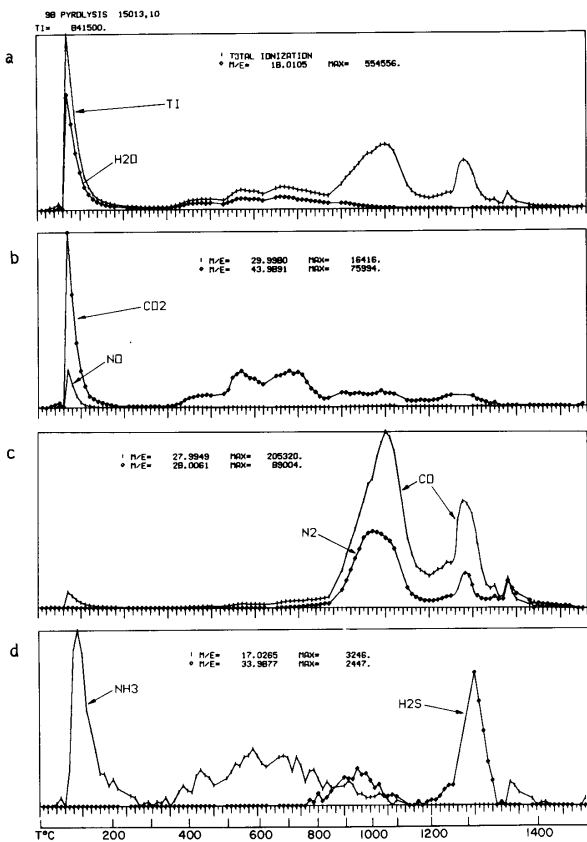 98 PYROLYSIS 15013,10
TI= 841500.
a
TOTAL IONIZATION
M/E= 18.0105 MAX= 554556.
TI
H2O
b
M/E= 29.9980 MAX= 16416.
M/E= 43.9891 MAX= 75994.
CO2
NO
c
M/E= 27.9949 MAX= 205320.
M/E= 28.0061 MAX= 89004.
CO
N2
d
M/E= 17.0265 MAX= 3246.
M/E= 33.9877 MAX= 2447.
NH3
H2S
T°C 200 400 600 800 1000 1200 1400